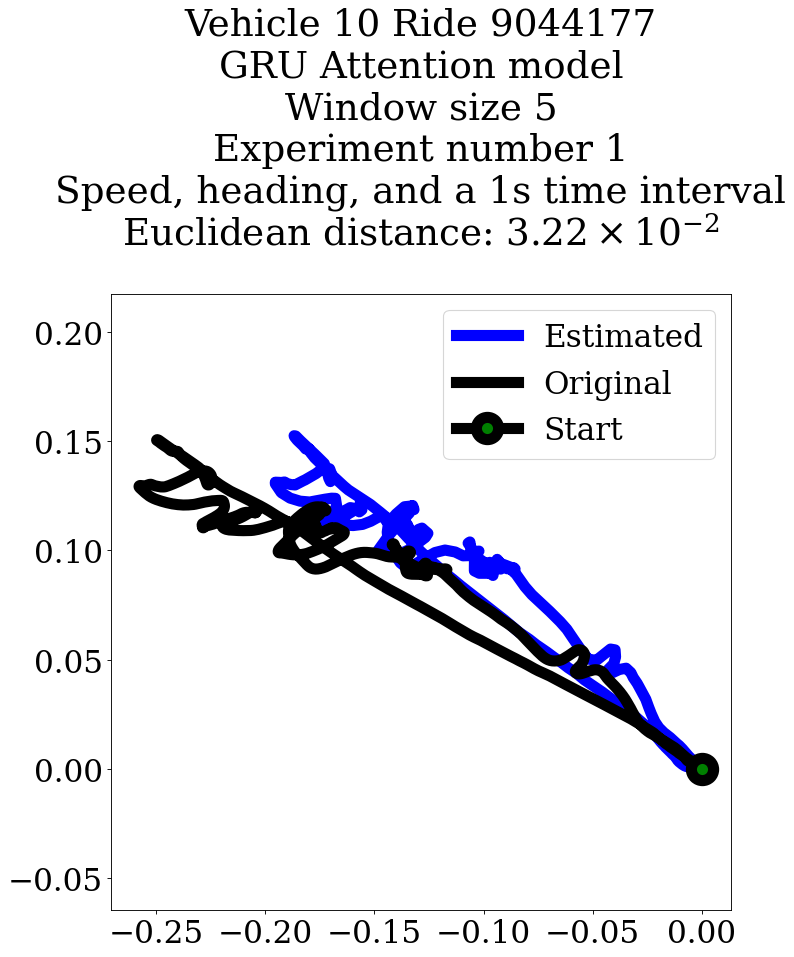 Vehicle 10 Ride 9044177
GRU Attention model
Window size 5
Experiment number 1
Speed, heading, and a 1s time interval
Euclidean distance: 3.22 × 10⁻²
Estimated
Original
Start
0.20
0.15
0.10
0.05
0.00
−0.05
−0.25 −0.20 −0.15 −0.10 −0.05 0.00